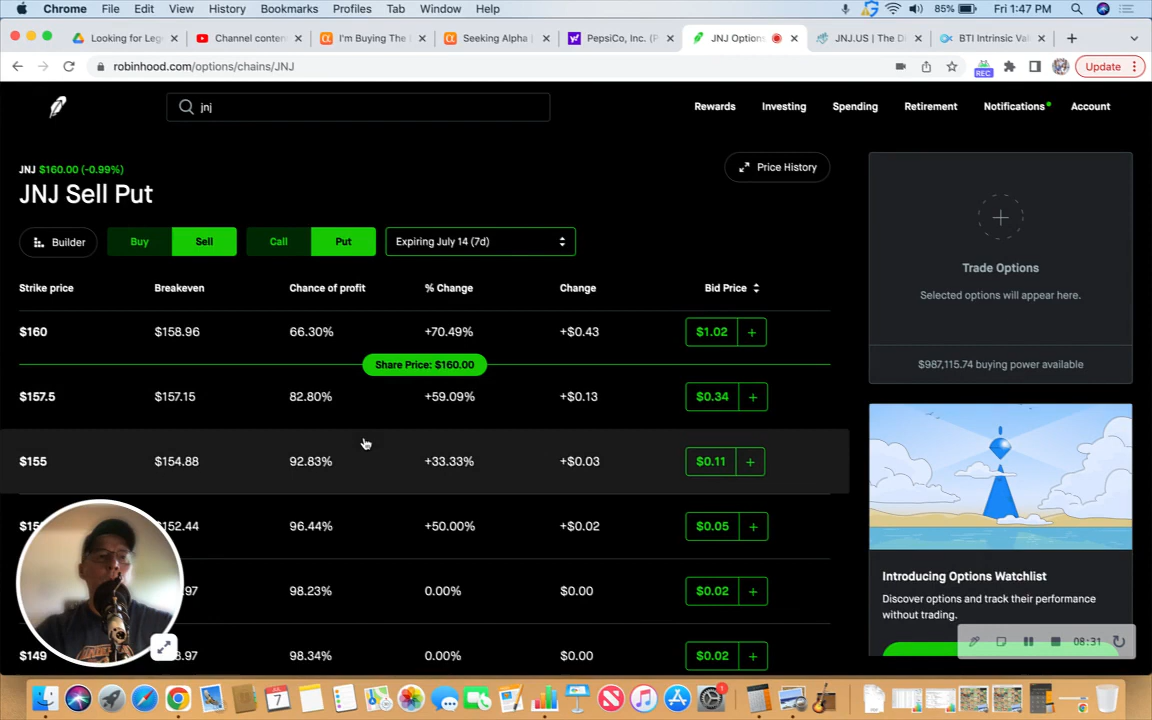 Chrome File Edit View History Bookmarks Profiles Tab Window Help 85% Fri 1:47 PM
Looking for Leg Channel conten I'm Buying The Seeking Alpha | PepsiCo, Inc. (P JNJ Option JNJ.US | The D BTI Intrinsic Val
robinhood.com/options/chains/JNJ REC Update
jnj Rewards Investing Spending Retirement Notifications Account
JNJ $160.00 (-0.99%)
Price History
JNJ Sell Put
Builder Buy Sell Call Put Expiring July 14 (7d)
Strike price Breakeven Chance of profit % Change Change Bid Price
$160 $158.96 66.30% +70.49% +$0.43 $1.02 +
Share Price: $160.00
$157.5 $157.15 82.80% +59.09% +$0.13 $0.34 +
$155 $154.88 92.83% +33.33% +$0.03 $0.11 +
152.44 96.44% +50.00% +$0.02 $0.05 +
.97 98.23% 0.00% $0.00 $0.02 +
$149 .97 98.34% 0.00% $0.00 $0.02 +
Trade Options
Selected options will appear here.
$987,115.74 buying power available
Introducing Options Watchlist
Discover options and track their performance
without trading.
08:31
JUL
7
1